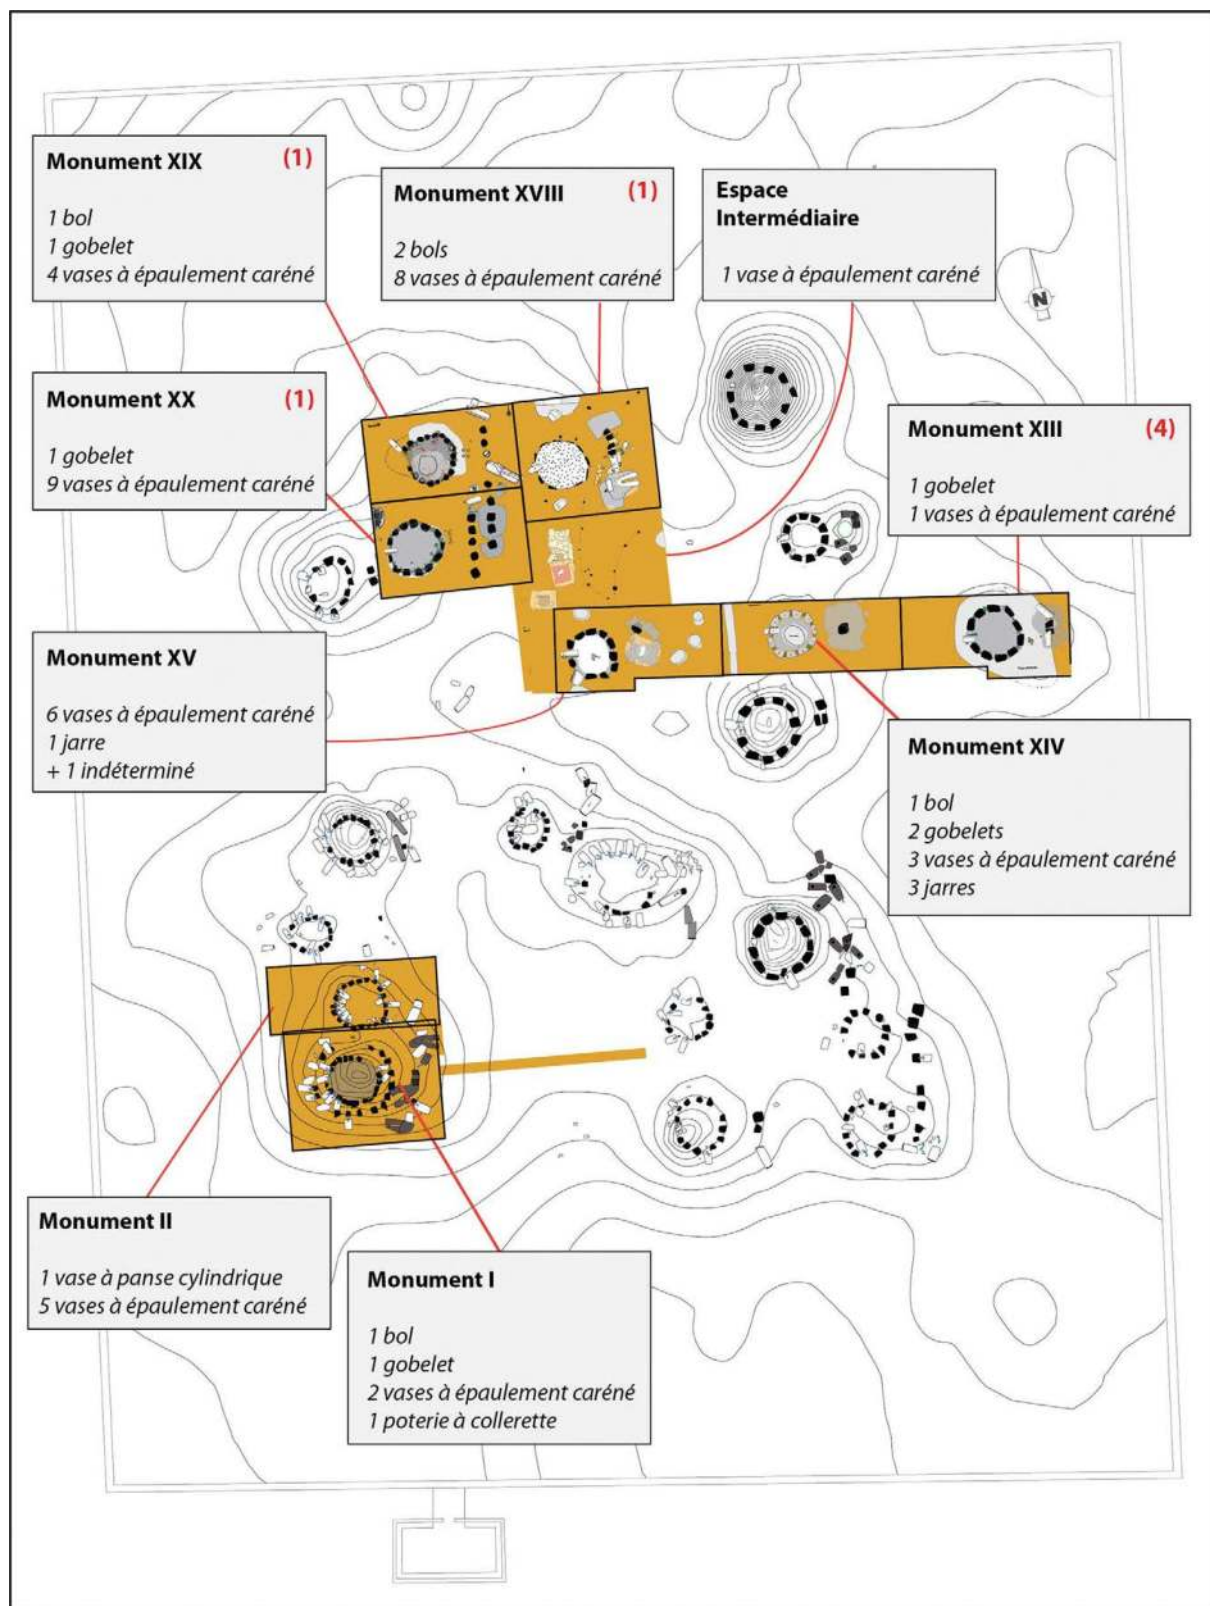 Monument XIX (1)
1 bol
1 gobelet
4 vases à épaulement caréné
Monument XVIII (1)
2 bols
8 vases à épaulement caréné
Espace
Intermédiaire
1 vase à épaulement caréné
N
Monument XX (1)
1 gobelet
9 vases à épaulement caréné
Monument XIII (4)
1 gobelet
1 vases à épaulement caréné
Monument XV
6 vases à épaulement caréné
1 jarre
+ 1 indéterminé
Monument XIV
1 bol
2 gobelets
3 vases à épaulement caréné
3 jarres
Monument II
1 vase à panse cylindrique
5 vases à épaulement caréné
Monument I
1 bol
1 gobelet
2 vases à épaulement caréné
1 poterie à collerette